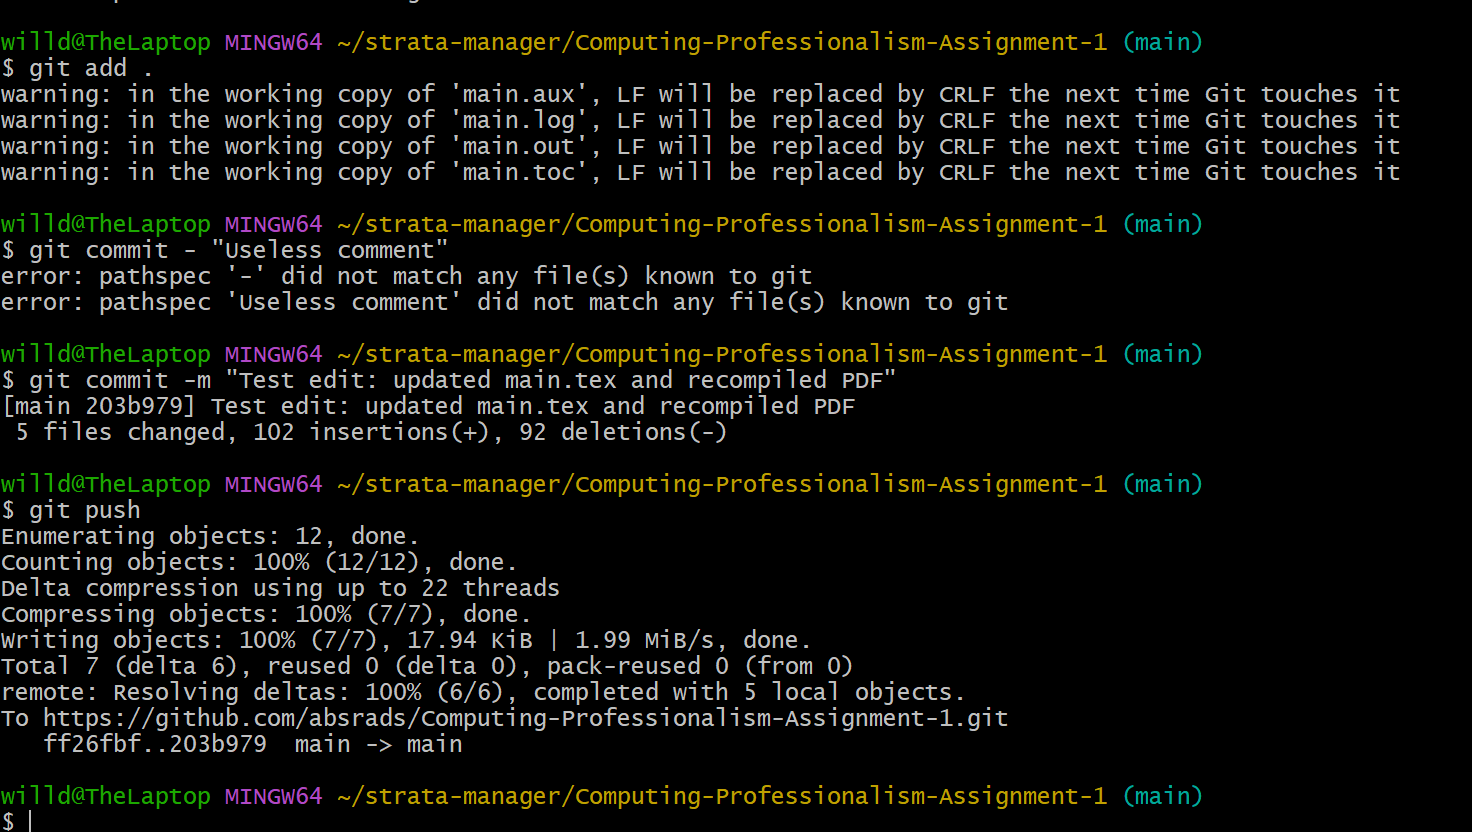 willd@TheLaptop MINGW64 ~/strata-manager/Computing-Professionalism-Assignment-1 (main)
$ git add .
warning: in the working copy of 'main.aux', LF will be replaced by CRLF the next time Git touches it
warning: in the working copy of 'main.log', LF will be replaced by CRLF the next time Git touches it
warning: in the working copy of 'main.out', LF will be replaced by CRLF the next time Git touches it
warning: in the working copy of 'main.toc', LF will be replaced by CRLF the next time Git touches it
willd@TheLaptop MINGW64 ~/strata-manager/Computing-Professionalism-Assignment-1 (main)
$ git commit - "Useless comment"
error: pathspec '-' did not match any file(s) known to git
error: pathspec 'Useless comment' did not match any file(s) known to git
willd@TheLaptop MINGW64 ~/strata-manager/Computing-Professionalism-Assignment-1 (main)
$ git commit -m "Test edit: updated main.tex and recompiled PDF"
[main 203b979] Test edit: updated main.tex and recompiled PDF
 5 files changed, 102 insertions(+), 92 deletions(-)
willd@TheLaptop MINGW64 ~/strata-manager/Computing-Professionalism-Assignment-1 (main)
$ git push
Enumerating objects: 12, done.
Counting objects: 100% (12/12), done.
Delta compression using up to 22 threads
Compressing objects: 100% (7/7), done.
Writing objects: 100% (7/7), 17.94 KiB | 1.99 MiB/s, done.
Total 7 (delta 6), reused 0 (delta 0), pack-reused 0 (from 0)
remote: Resolving deltas: 100% (6/6), completed with 5 local objects.
To https://github.com/absrads/Computing-Professionalism-Assignment-1.git
   ff26fbf..203b979  main -> main
willd@TheLaptop MINGW64 ~/strata-manager/Computing-Professionalism-Assignment-1 (main)
$